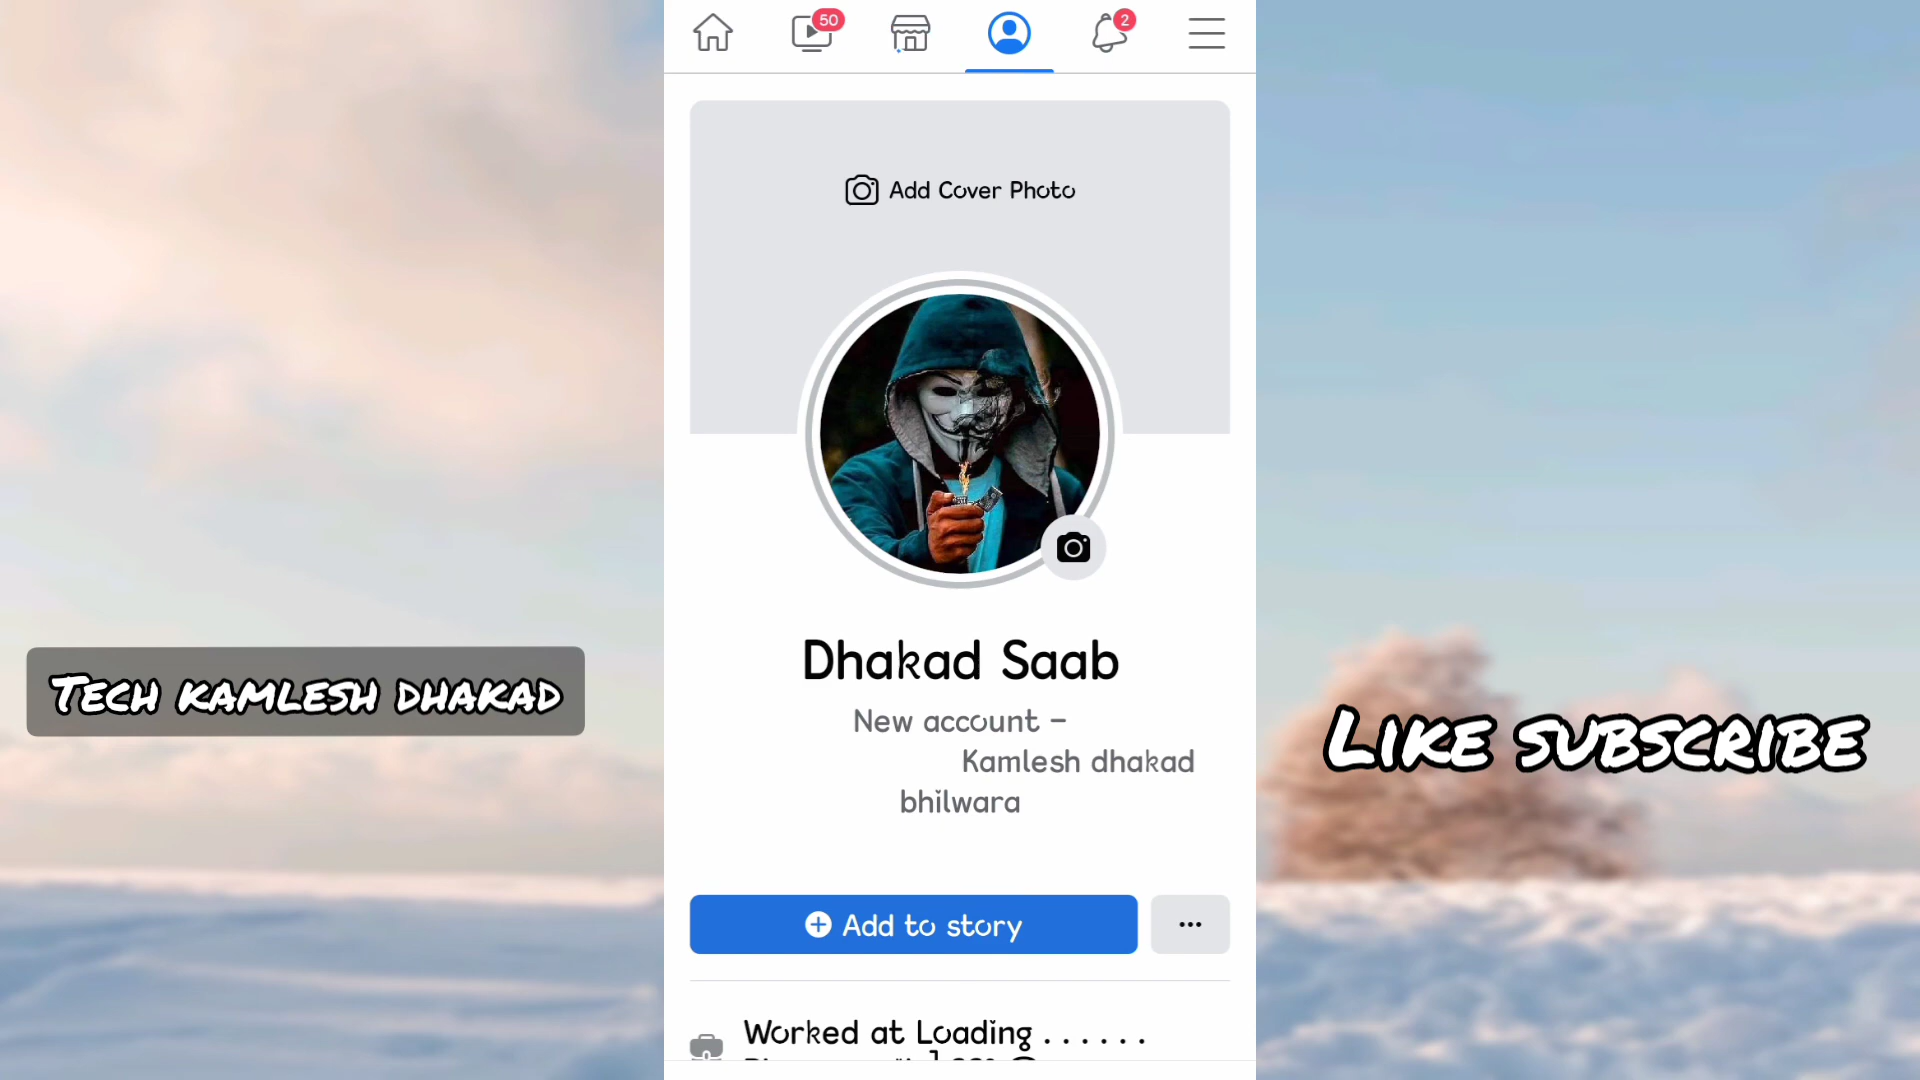 50
2
Add Cover Photo
Dhakad Saab
New account -
Kamlesh dhakad
bhilwara
Add to story
Worked at Loading . . . . . .
TECH KAMLESH DHAKAD
LIKE SUBSCRIBE